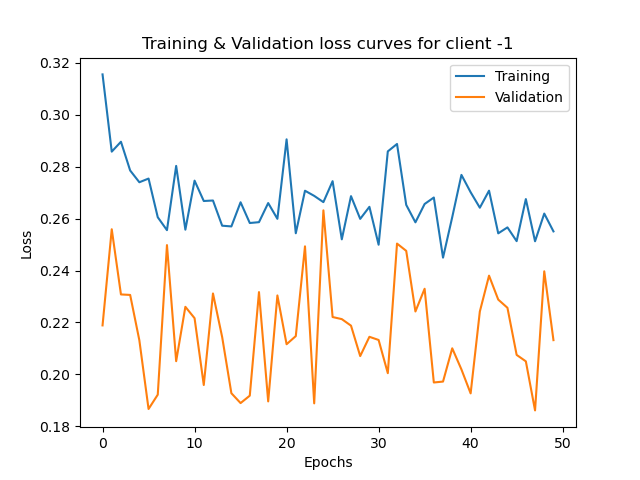 Training & Validation loss curves for client -1
Training
Validation
0.32
0.30
0.28
0.26
0.24
0.22
0.20
0.18
Loss
0 10 20 30 40 50
Epochs